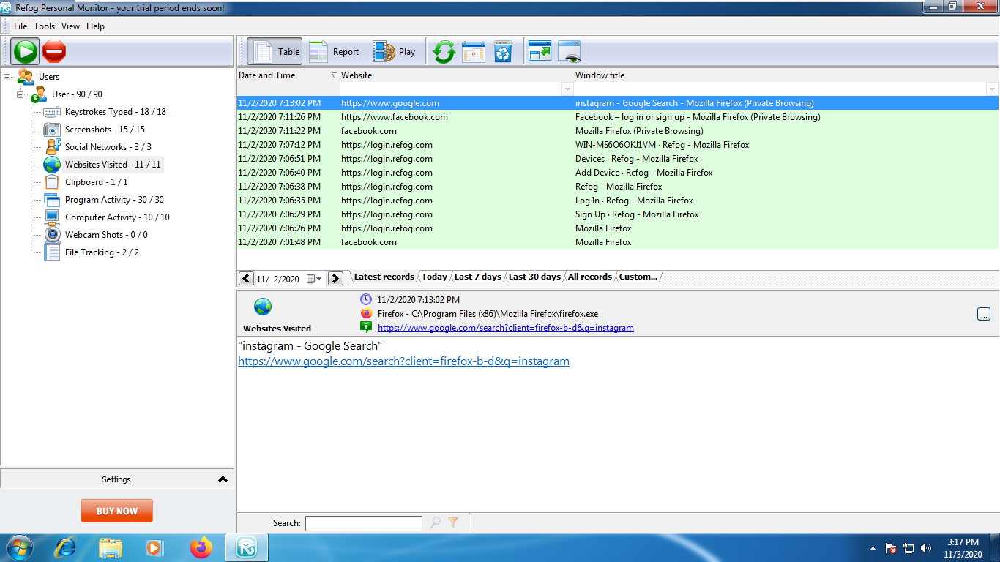 Refog Personal Monitor - your trial period ends soon!
File Tools View Help
Table Report Play
Users
User - 90 / 90
Keystrokes Typed - 18 / 18
Screenshots - 15 / 15
Social Networks - 3 / 3
Websites Visited - 11 / 11
Clipboard - 1 / 1
Program Activity - 30 / 30
Computer Activity - 10 / 10
Webcam Shots - 0 / 0
File Tracking - 2 / 2
Settings
BUY NOW
Date and Time Website Window title
11/2/2020 7:13:02 PM https://www.google.com instagram - Google Search - Mozilla Firefox (Private Browsing)
11/2/2020 7:11:26 PM https://www.facebook.com Facebook – log in or sign up - Mozilla Firefox (Private Browsing)
11/2/2020 7:11:22 PM facebook.com Mozilla Firefox (Private Browsing)
11/2/2020 7:07:12 PM https://login.refog.com WIN-MS6O6OKJ1VM · Refog - Mozilla Firefox
11/2/2020 7:06:51 PM https://login.refog.com Devices · Refog - Mozilla Firefox
11/2/2020 7:06:40 PM https://login.refog.com Add Device · Refog - Mozilla Firefox
11/2/2020 7:06:38 PM https://login.refog.com Refog - Mozilla Firefox
11/2/2020 7:06:35 PM https://login.refog.com Log In · Refog - Mozilla Firefox
11/2/2020 7:06:29 PM https://login.refog.com Sign Up · Refog - Mozilla Firefox
11/2/2020 7:06:26 PM https://login.refog.com Mozilla Firefox
11/2/2020 7:01:48 PM facebook.com Mozilla Firefox
11/ 2/2020 Latest records Today Last 7 days Last 30 days All records Custom...
Websites Visited
11/2/2020 7:13:02 PM
Firefox - C:\Program Files (x86)\Mozilla Firefox\firefox.exe
https://www.google.com/search?client=firefox-b-d&q=instagram
...
"instagram - Google Search"
https://www.google.com/search?client=firefox-b-d&q=instagram
Search:
3:17 PM
11/3/2020